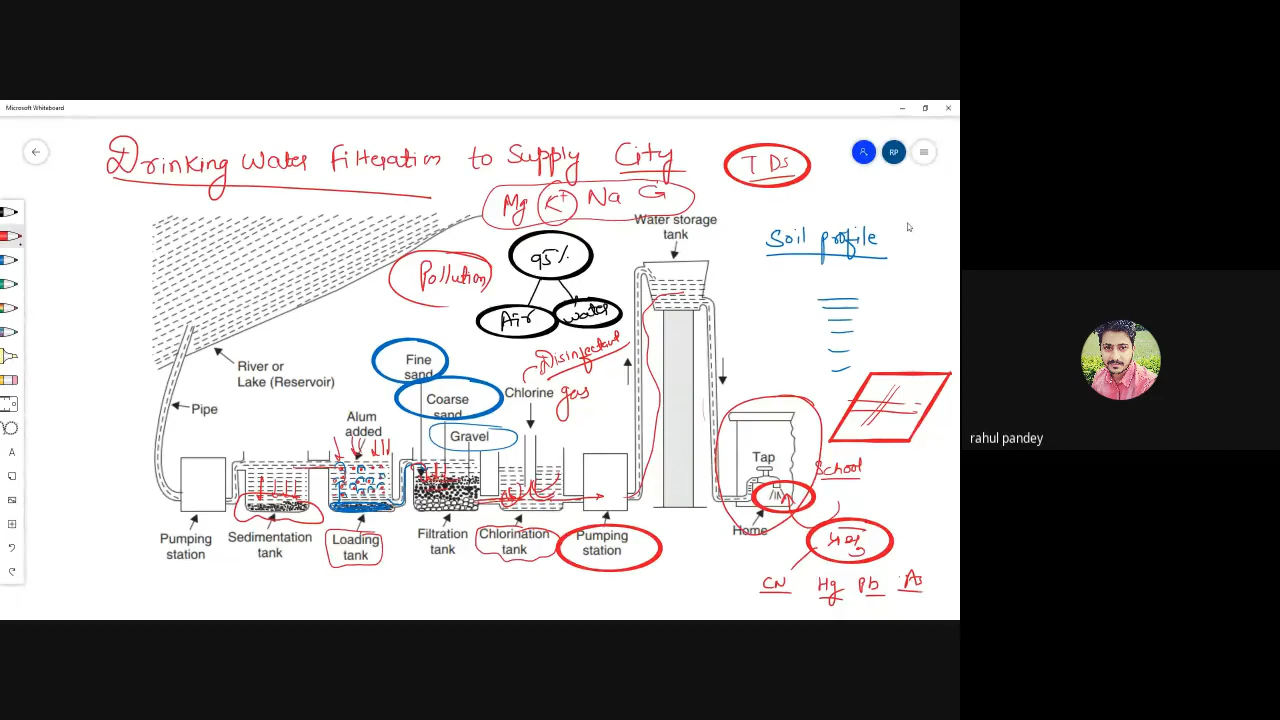 Microsoft Whiteboard
Drinking Water Filteration to Supply City
TDs
Mg K+ Na
RP
Water storage
tank
Soil profile
95%
Pollution
Air
water
River or
Lake (Reservoir)
Fine
sand
Disinfectant
Chlorine
gas
Coarse
sand
Pipe
Alum
added
Gravel
Tap
School
rahul pandey
Pumping
station
Sedimentation
tank
Loading
tank
Filtration
tank
Chlorination
tank
Pumping
station
Home
CN Hg Pb As